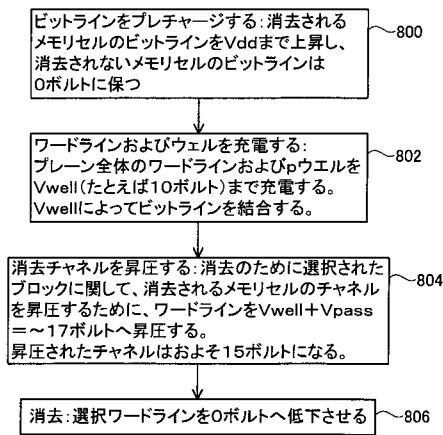 ビットラインをプレチャージする：消去される
メモリセルのビットラインをVddまで上昇し、
消去されないメモリセルのビットラインは
0ボルトに保つ
800
ワードラインおよびウェルを充電する：
プレーン全体のワードラインおよびpウエルを
Vwell（たとえば10ボルト）まで充電する。
Vwellによってビットラインを結合する。
802
消去チャネルを昇圧する：消去のために選択された
ブロックに関して、消去されるメモリセルのチャネル
を昇圧するために、ワードラインをVwell＋Vpass
＝～17ボルトへ昇圧する。
昇圧されたチャネルはおよそ15ボルトになる。
804
消去：選択ワードラインを0ボルトへ低下させる
806